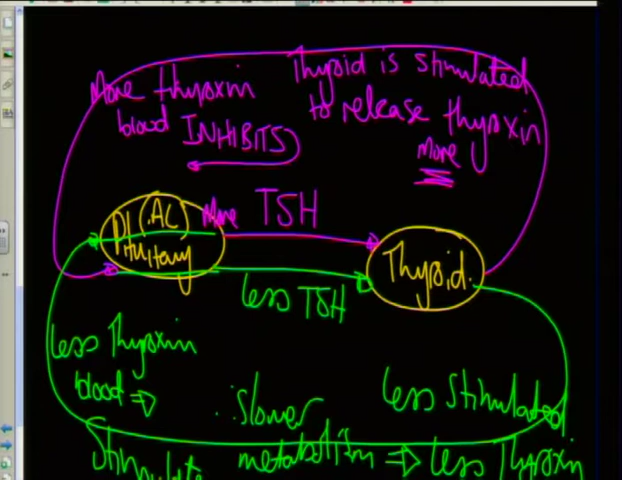 More thyroxin
blood INHIBITS
Thyroid is stimulated
to release thyroxin
more
More TSH
(AL)
Pituitary
Thyroid.
less TSH
less Thyroxin
blood ⇒
Stimulate
∴ Slower
metabolism ⇒ less Thyroxin
less Stimulated